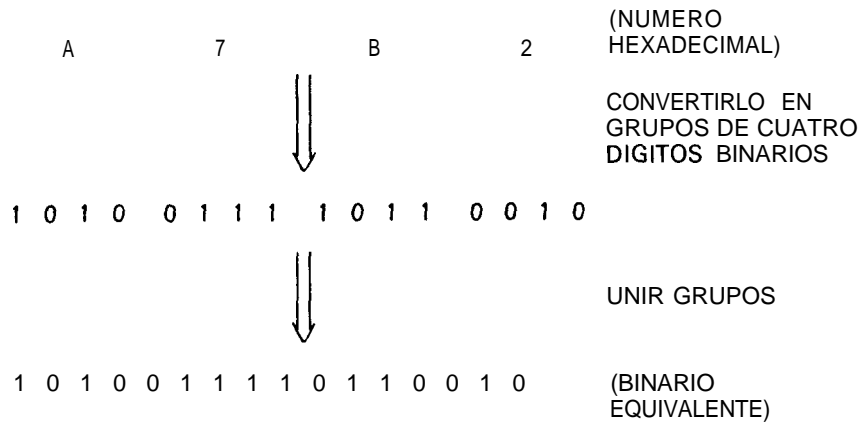 (NUMERO
HEXADECIMAL)
A 7 B 2
CONVERTIRLO EN
GRUPOS DE CUATRO
DIGITOS BINARIOS
1 0 1 0 0 1 1 1 1 0 1 1 0 0 1 0
UNIR GRUPOS
1 0 1 0 0 1 1 1 1 0 1 1 0 0 1 0
(BINARIO
EQUIVALENTE)